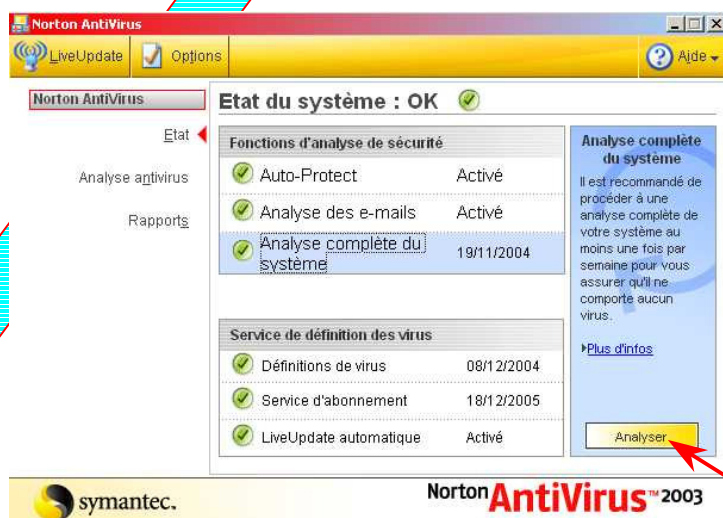 Norton AntiVirus
LiveUpdate Options Aide
Norton AntiVirus
Etat
Analyse antivirus
Rapports
Etat du système : OK
Fonctions d'analyse de sécurité
Auto-Protect Activé
Analyse des e-mails Activé
Analyse complète du
système 19/11/2004
Service de définition des virus
Définitions de virus 08/12/2004
Service d'abonnement 18/12/2005
LiveUpdate automatique Activé
Analyse complète
du système
Il est recommandé de
procéder à une
analyse complète de
votre système au
moins une fois par
semaine pour vous
assurer qu'il ne
comporte aucun
virus.
Plus d'infos
Analyser
symantec.
Norton AntiVirus™ 2003